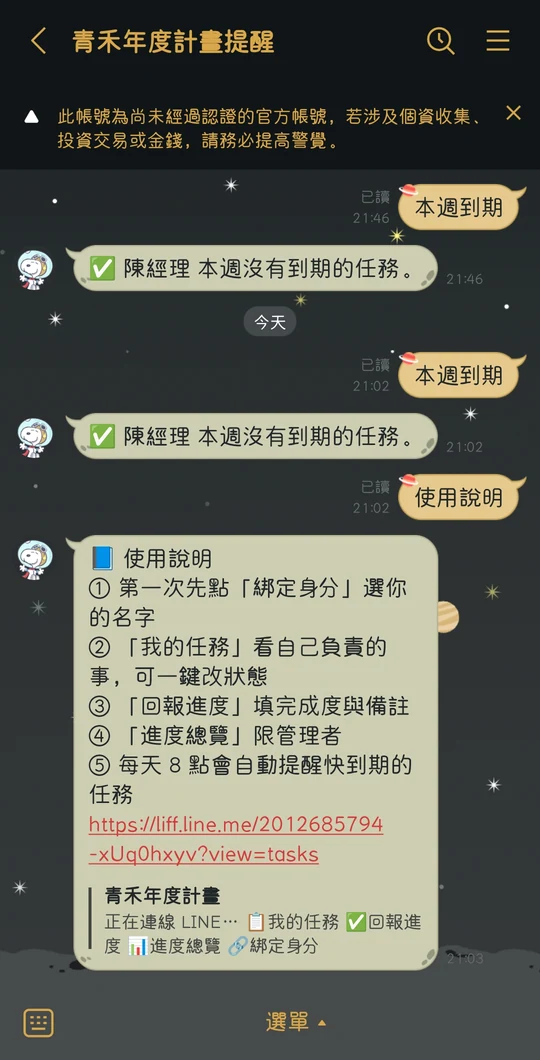 青禾年度計畫提醒
此帳號為尚未經過認證的官方帳號，若涉及個資收集、
投資交易或金錢，請務必提高警覺。
已讀
21:46
本週到期
✅ 陳經理 本週沒有到期的任務。
21:46
今天
已讀
21:02
本週到期
✅ 陳經理 本週沒有到期的任務。
21:02
已讀
21:02
使用說明
📘 使用說明
① 第一次先點「綁定身分」選你
的名字
② 「我的任務」看自己負責的
事，可一鍵改狀態
③ 「回報進度」填完成度與備註
④ 「進度總覽」限管理者
⑤ 每天 8 點會自動提醒快到期的
任務
https://liff.line.me/2012685794
-xUq0hxyv?view=tasks
青禾年度計畫
正在連線 LINE… 📋我的任務 ✅回報進
度 📊進度總覽 🔗綁定身分
21:03
選單